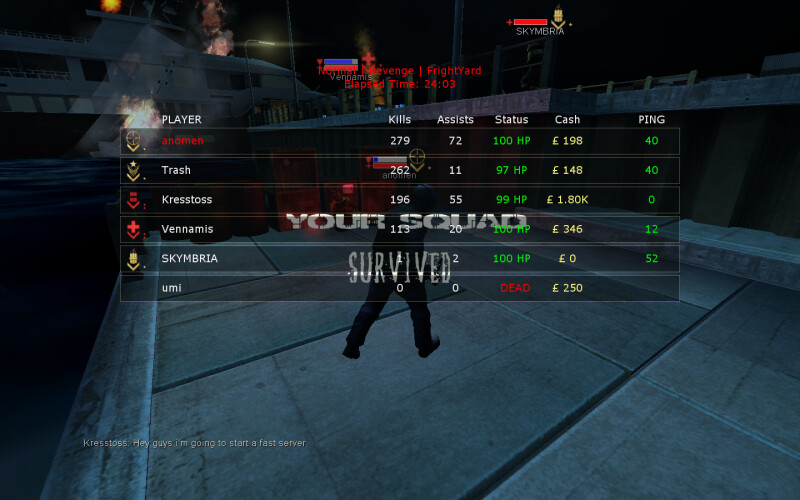 SKYMBRIA
Revenge | FrightYard
Vennamis
Elapsed Time: 24:03
PLAYER Kills Assists Status Cash PING
anomen 279 72 100 HP £ 198 40
Trash 262 11 97 HP £ 148 40
anomen
Kresstoss 196 55 99 HP £ 1.80K 0
YOUR SQUAD
Vennamis 113 20 100 HP £ 346 12
SURVIVED
SKYMBRIA 1 2 100 HP £ 0 52
umi 0 0 DEAD £ 250
Kresstoss: Hey guys i'm going to start a fast server